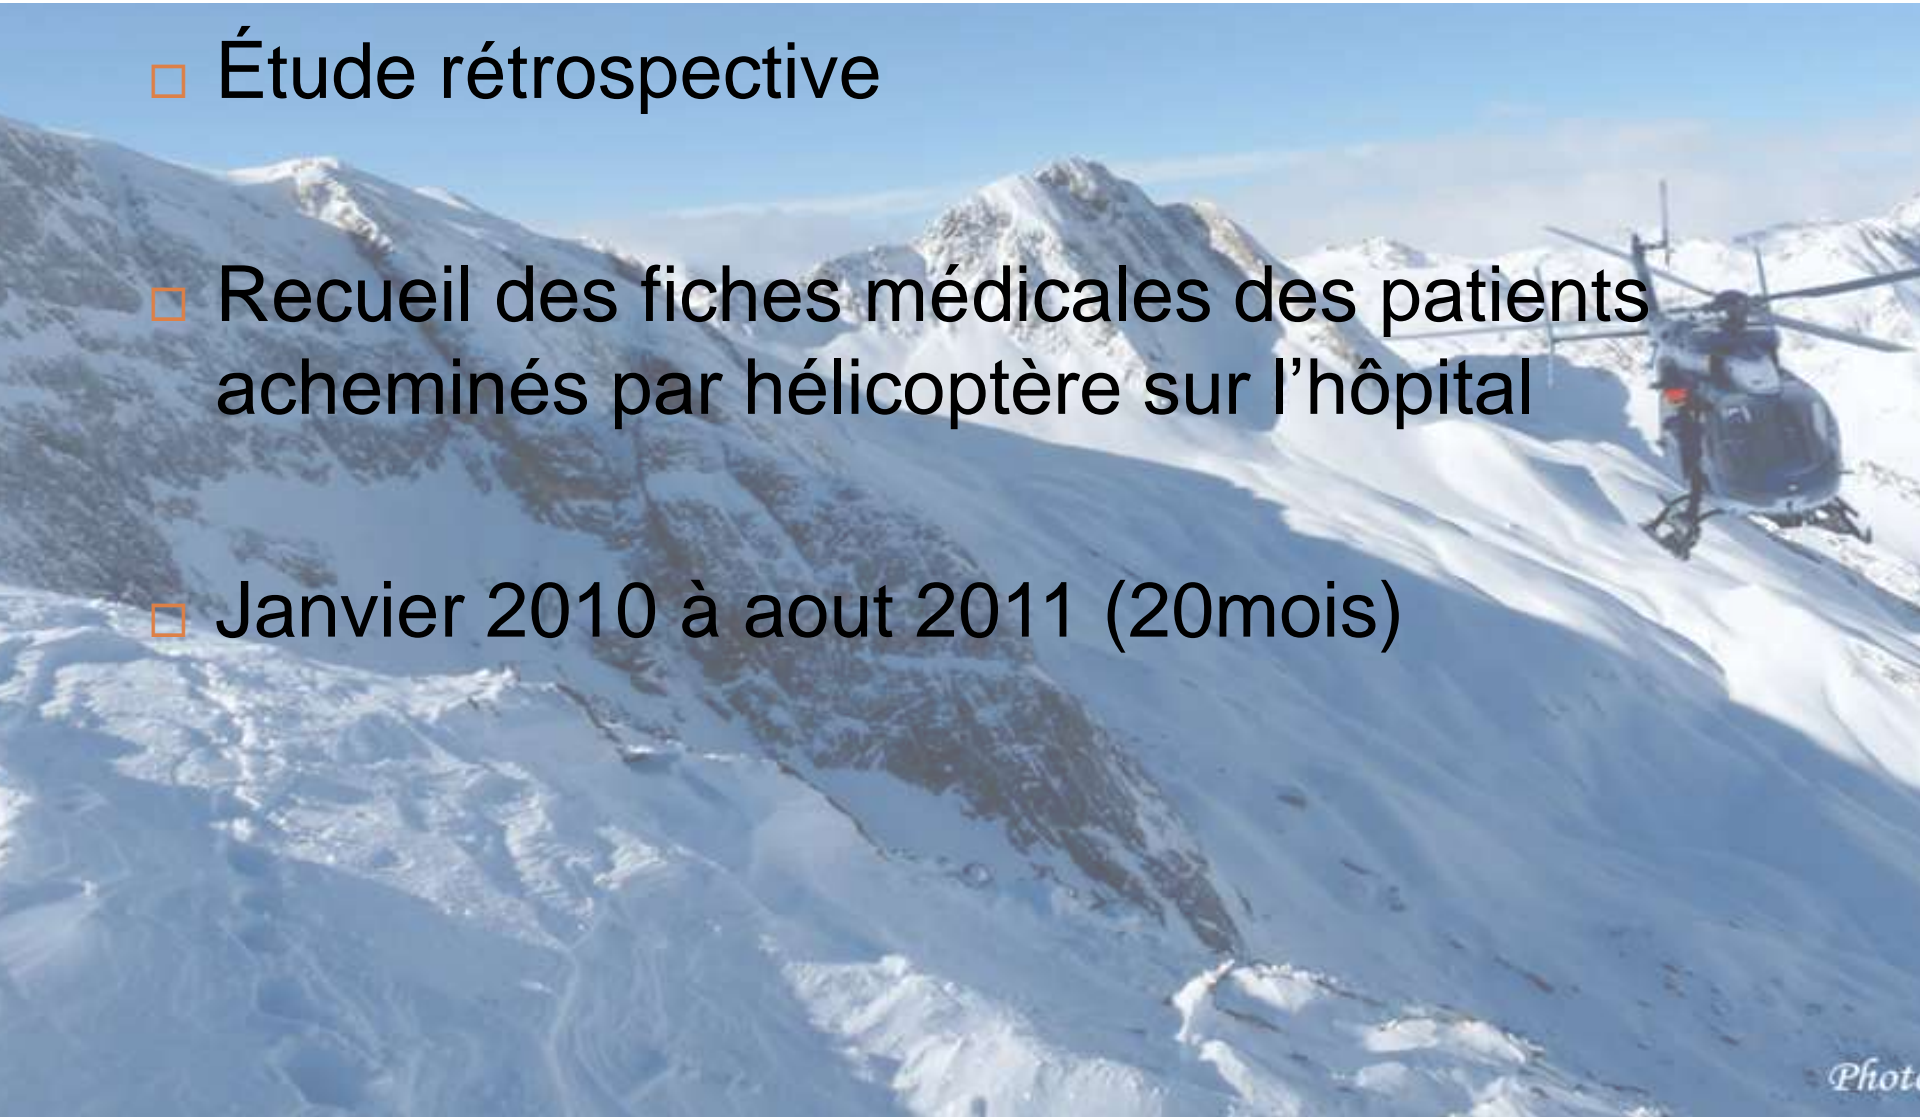 Étude rétrospective
Recueil des fiches médicales des patients
acheminés par hélicoptère sur l’hôpital
Janvier 2010 à aout 2011 (20mois)